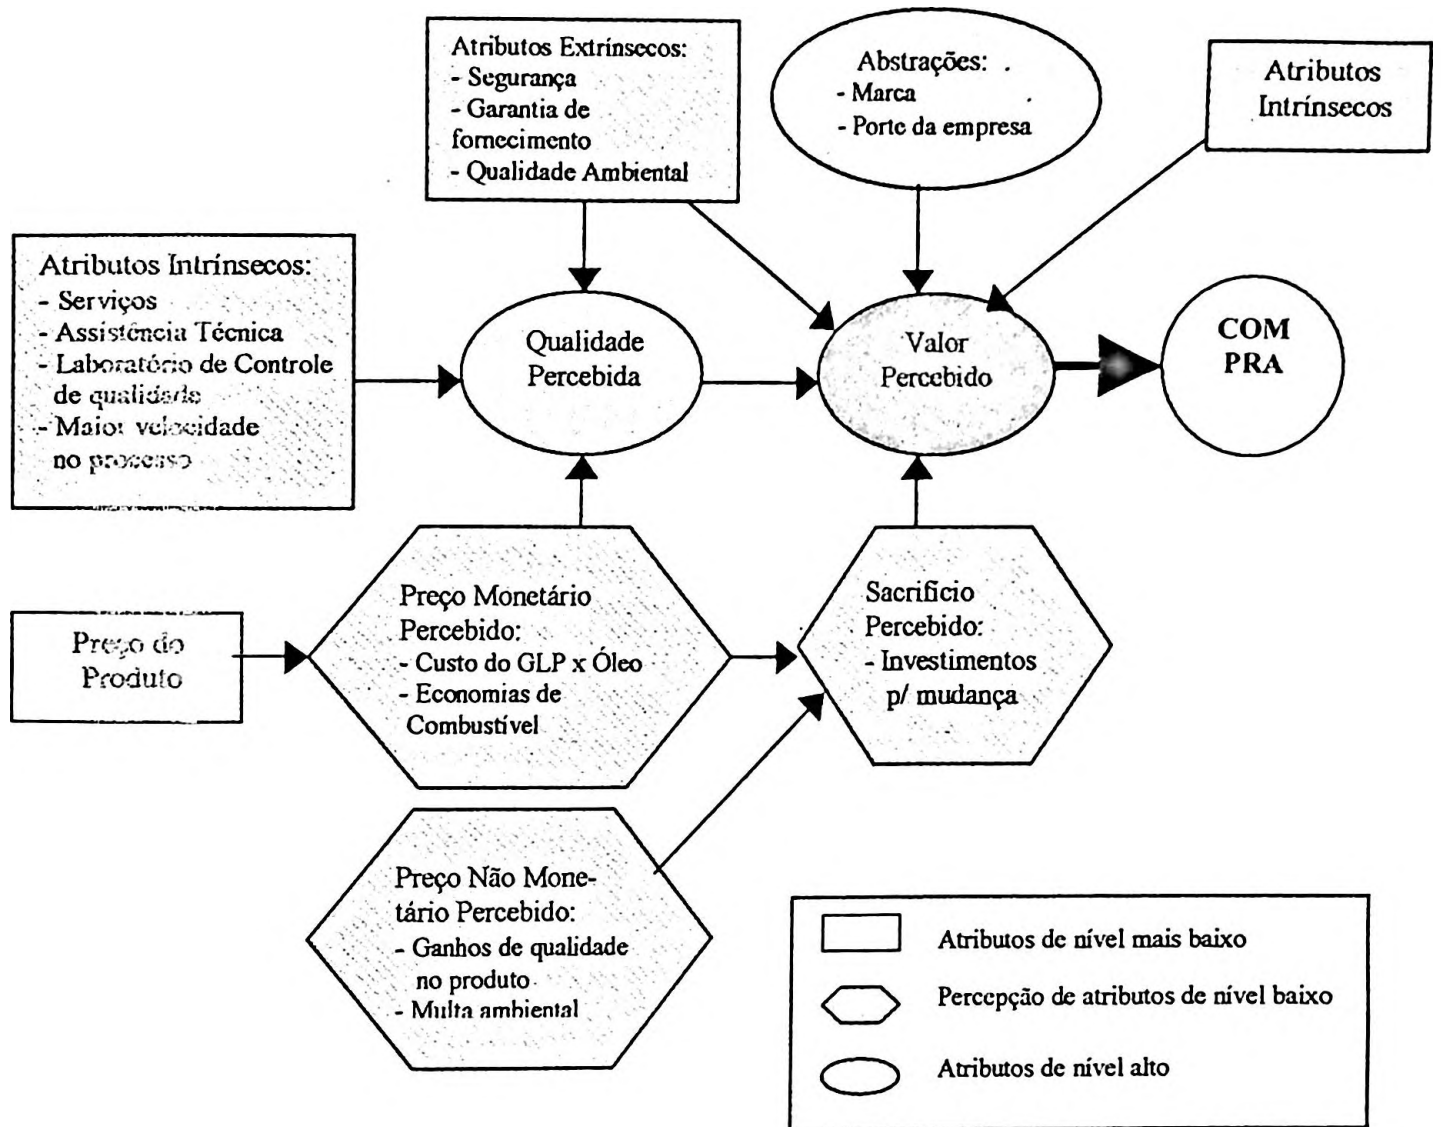 Atributos Extrínsecos:
- Segurança
- Garantia de
fornecimento
- Qualidade Ambiental
Abstrações:
- Marca
- Porte da empresa
Atributos
Intrínsecos
Atributos Intrínsecos:
- Serviços
- Assistência Técnica
- Laboratório de Controle
de qualidade
- Maior velocidade
no processo
Qualidade
Percebida
Valor
Percebido
COM
PRA
Preço do
Produto
Preço Monetário
Percebido:
- Custo do GLP x Óleo
- Economias de
Combustível
Sacrifício
Percebido:
- Investimentos
p/ mudança
Preço Não Mone-
tário Percebido:
- Ganhos de qualidade
no produto
- Multa ambiental
Atributos de nível mais baixo
Percepção de atributos de nível baixo
Atributos de nível alto